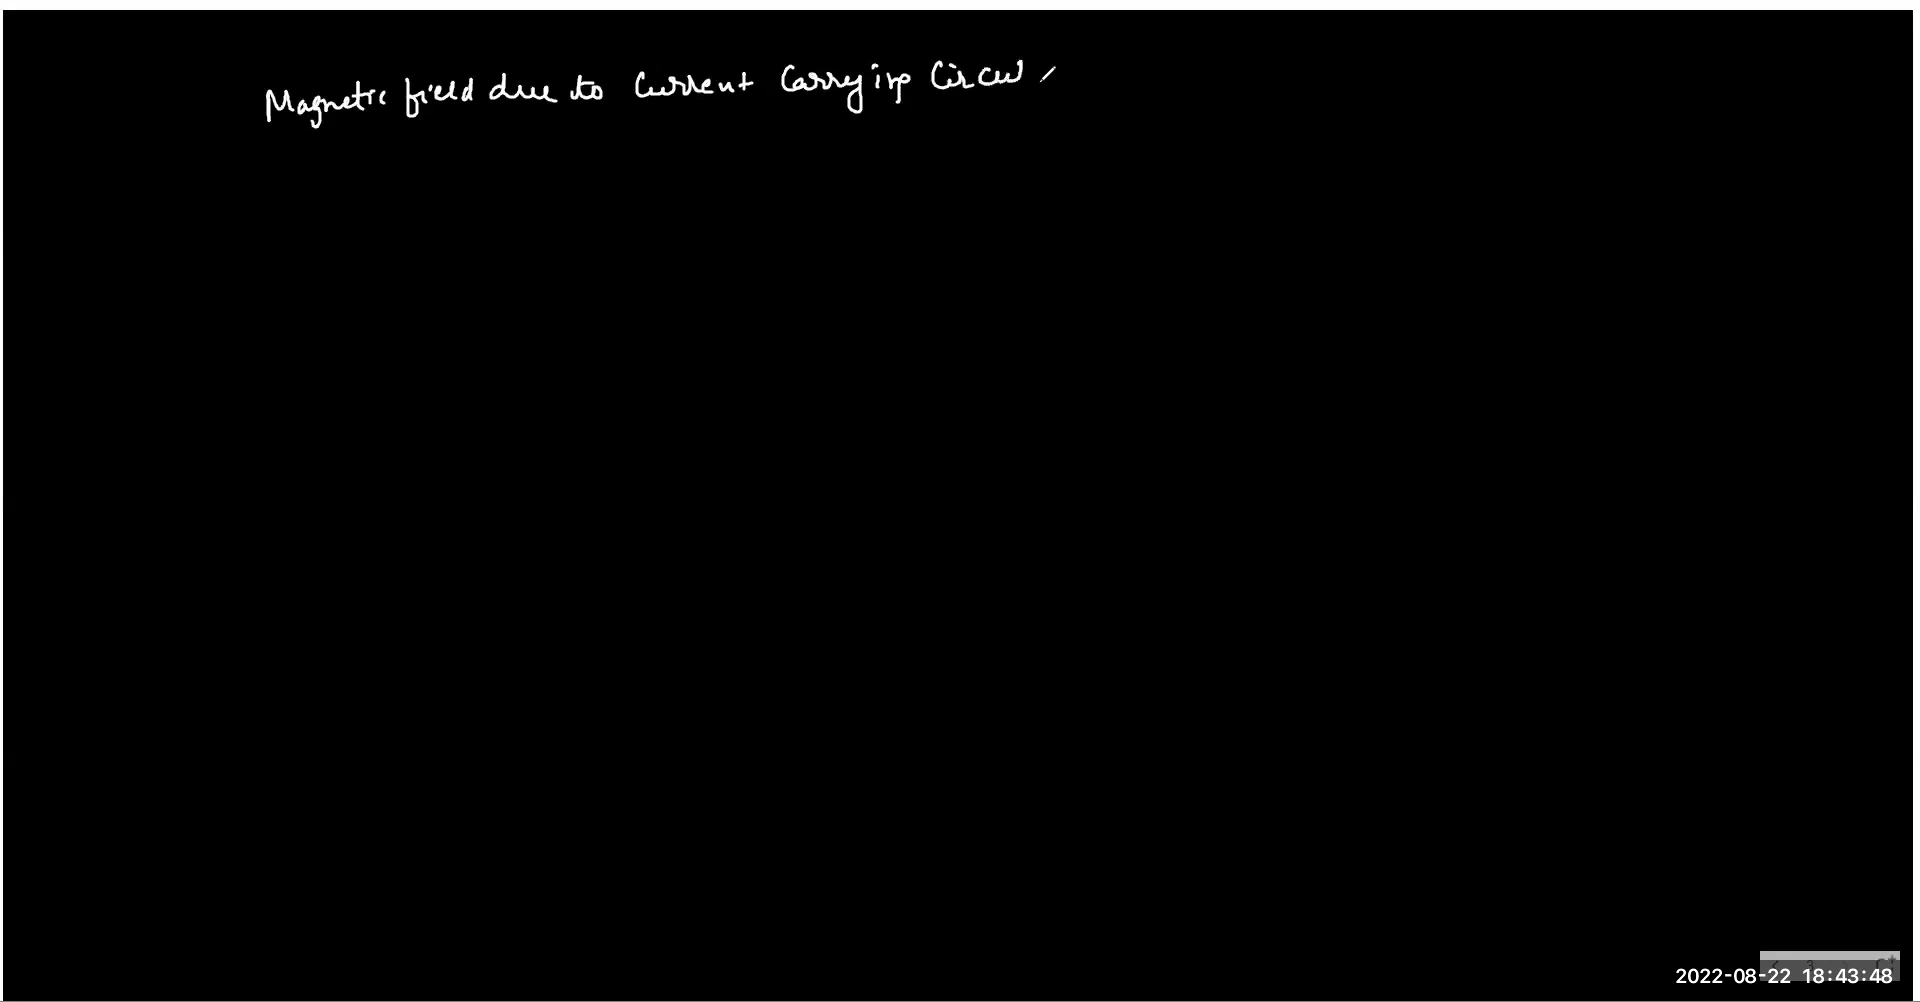 Magnetic field due to Current Carrying Circul
2022-08-22 18:43:48